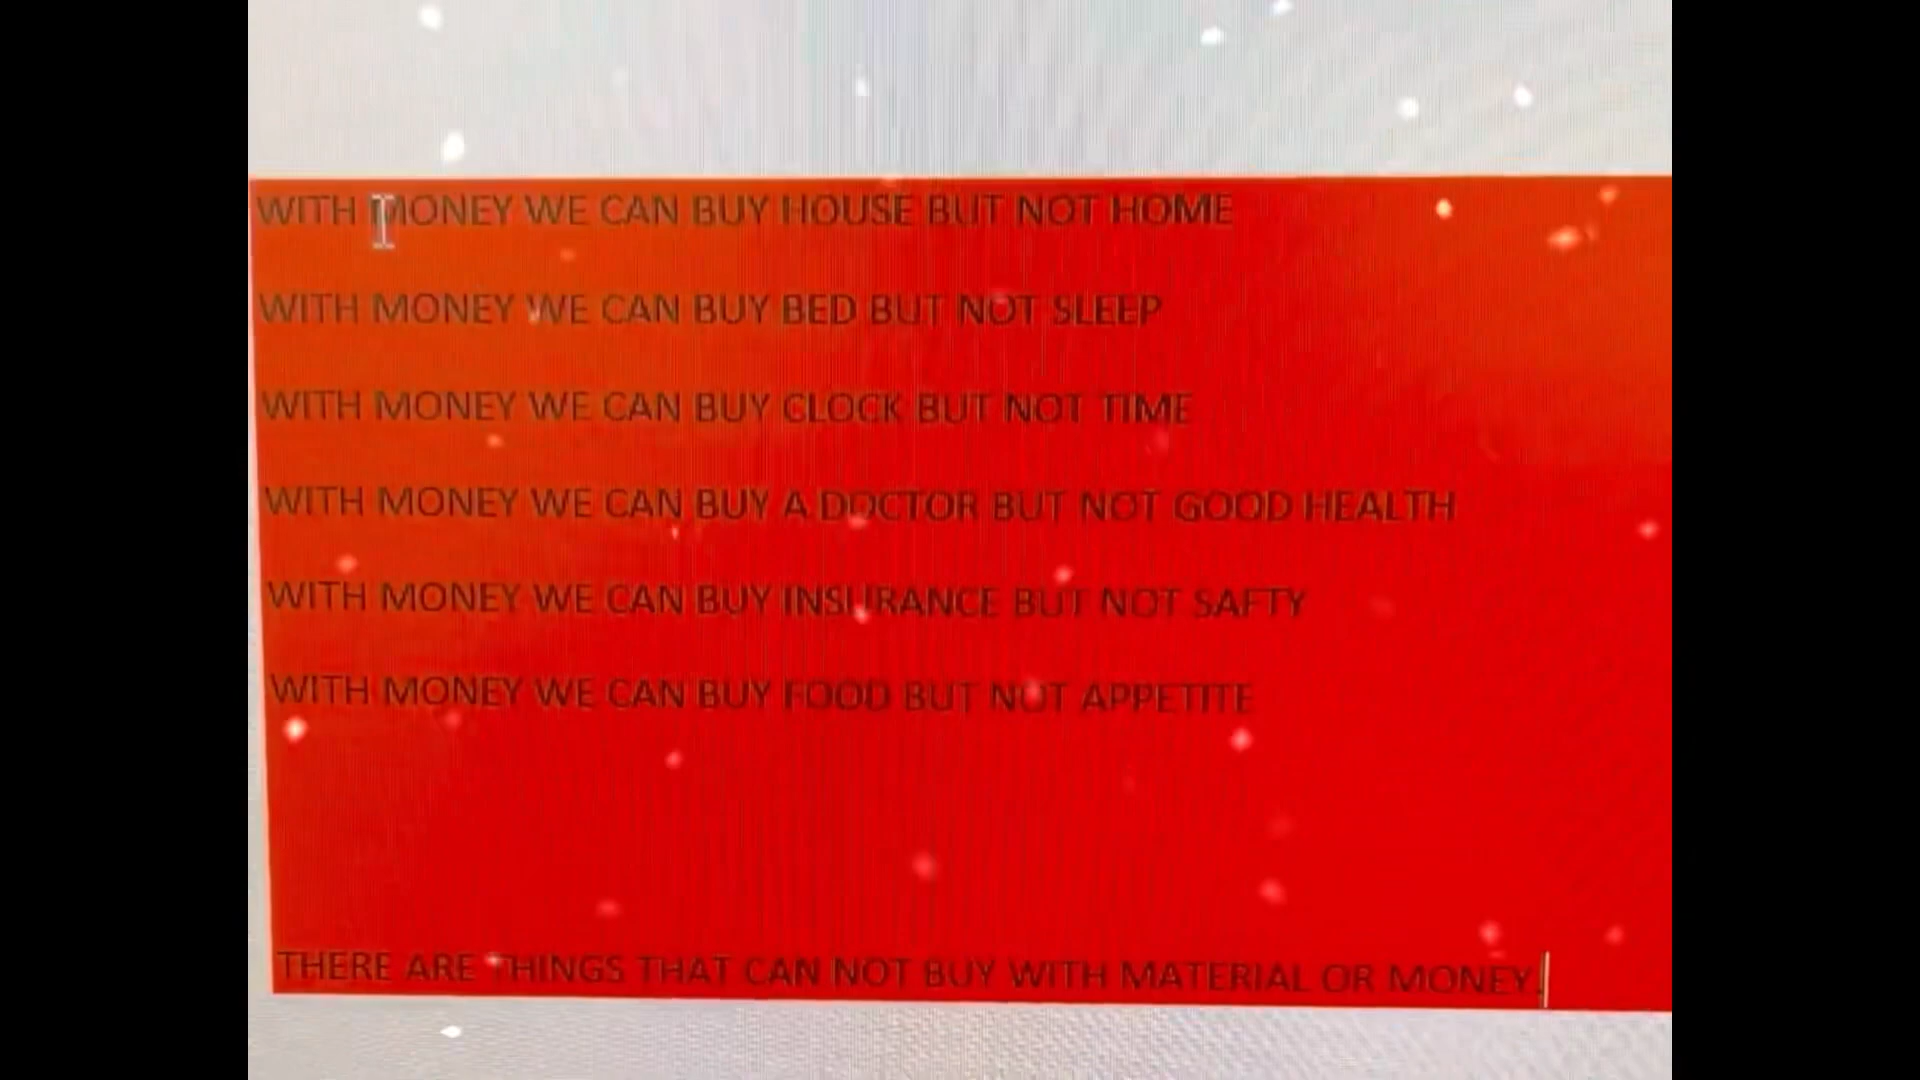 WITH MONEY WE CAN BUY HOUSE BUT NOT HOME
WITH MONEY WE CAN BUY BED BUT NOT SLEEP
WITH MONEY WE CAN BUY CLOCK BUT NOT TIME
WITH MONEY WE CAN BUY A DOCTOR BUT NOT GOOD HEALTH
WITH MONEY WE CAN BUY INSURANCE BUT NOT SAFTY
WITH MONEY WE CAN BUY FOOD BUT NOT APPETITE
THERE ARE THINGS THAT CAN NOT BUY WITH MATERIAL OR MONEY.